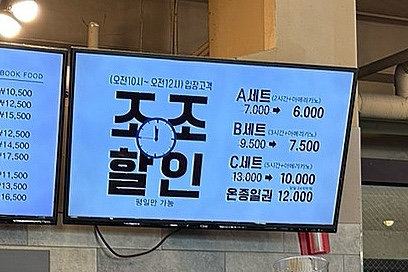 BOOK FOOD
₩10,500
₩12,500
₩15,500
₩12,500
14,500
17,500
₩11,500
13,500
16,500
(오전10시~오전12시) 입장고객
조조
할인
평일만 가능
A세트 (2시간+아메리카노)
7.000 ➡ 6.000
B세트 (3시간+아메리카노)
9.500 ➡ 7.500
C세트 (5시간+아메리카노)
13.000 ➡ 10.000
온종일권 12.000